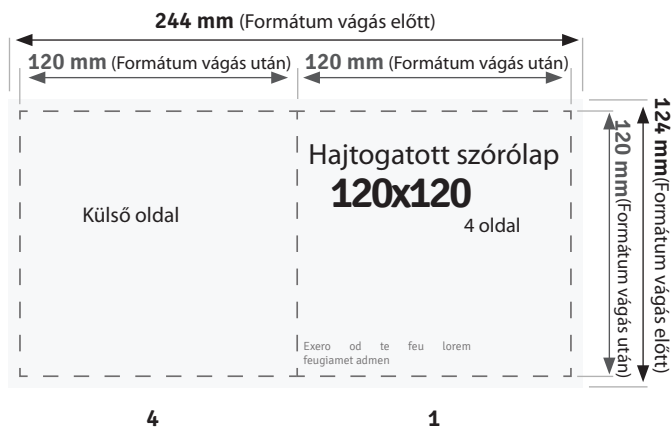 244 mm (Formátum vágás előtt)
120 mm (Formátum vágás után)
120 mm (Formátum vágás után)
Hajtogatott szórólap
120x120
4 oldal
Külső oldal
Exero od te feu lorem
feugiamet admen
120 mm(Formátum vágás után)
124 mm(Formátum vágás előtt)
4
1